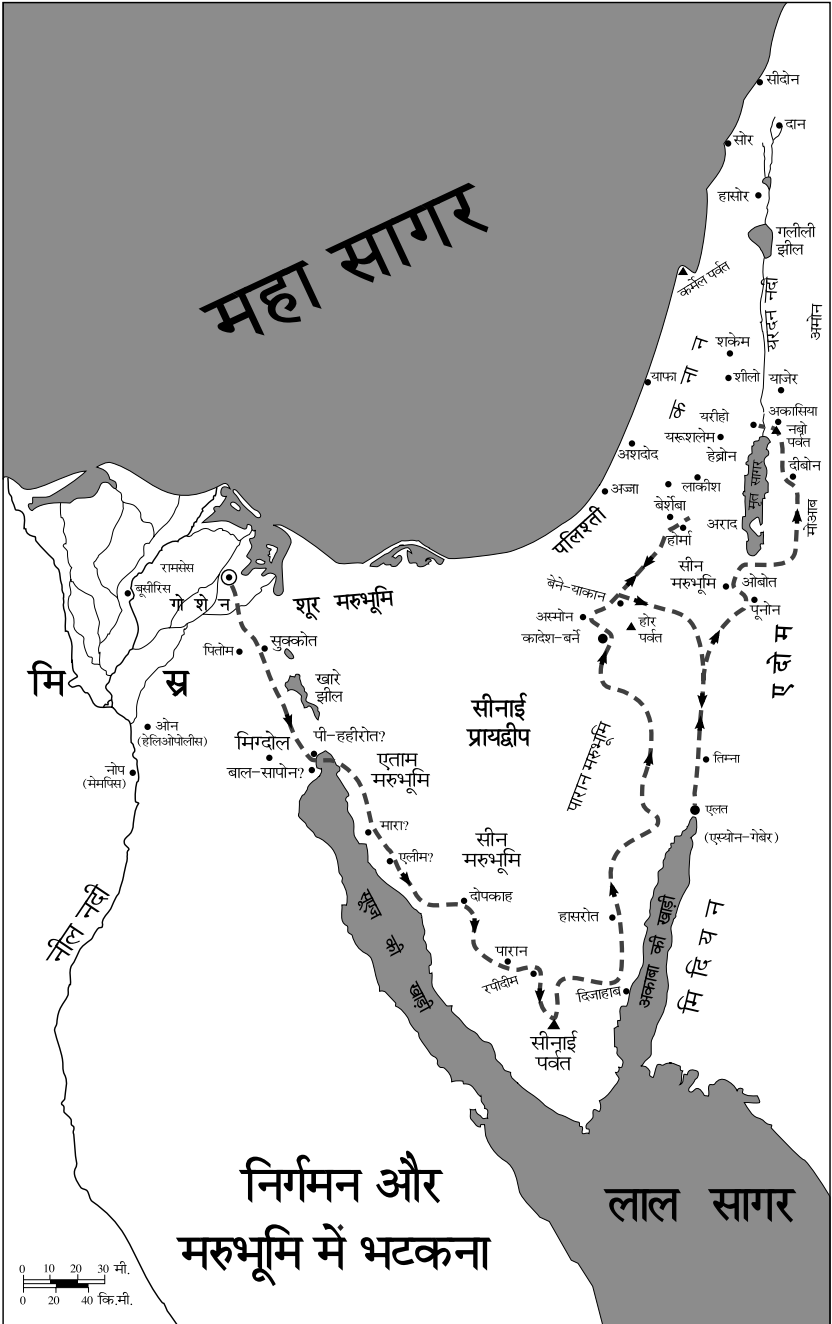 सीदोन
दान
सोर
हासोर
महा सागर
गलीली
झील
कर्मेल पर्वत
यरदन नदी
अमोन
क ना न
शकेम
याफा
शीलो
याजेर
यरीहो
अकासिया
यरूशलेम
नबो
पर्वत
अशदोद
हेब्रोन
दीबोन
अज्जा
लाकीश
मृत सागर
बेर्शेबा
पलिश्ती
होर्मा
अराद
मोआब
सीन
मरुभूमि
ओबोत
पूनोन
रामसेस
बूसीरिस
गो शे न
शूर मरुभूमि
बेने-याकान
अस्मोन
कादेश-बर्ने
होर
पर्वत
ए दो म
पितोम
सुक्कोत
मि स्र
खारे
झील
सीनाई
प्रायद्वीप
ओन
(हेलिओपोलीस)
मिग्दोल
पी-हहीरोत?
एताम
मरुभूमि
बाल-सापोन?
नोप
(मेमपिस)
पारान मरुभूमि
तिम्ना
एलत
(एस्योन-गेबेर)
मारा?
एलीम?
सीन
मरुभूमि
दोपकाह
हासरोत
सूएज की खाड़ी
नील नदी
पारान
रपीदीम
दिजाहाब
अकाबा की खाड़ी
मि दि य न
सीनाई
पर्वत
निर्गमन और
मरुभूमि में भटकना
लाल सागर
0 10 20 30 मी.
0 20 40 कि.मी.